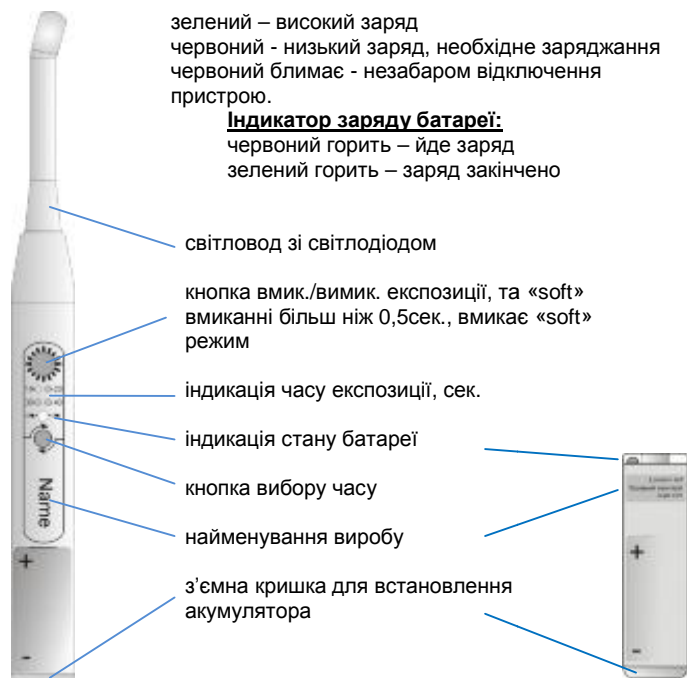 зелений – високий заряд
червоний - низький заряд, необхідне заряджання
червоний блимає - незабаром відключення
пристрою.
Індикатор заряду батареї:
червоний горить – йде заряд
зелений горить – заряд закінчено
світловод зі світлодіодом
кнопка вмик./вимик. експозиції, та «soft»
вмиканні більш ніж 0,5сек., вмикає «soft»
режим
індикація часу експозиції, сек.
індикація стану батареї
кнопка вибору часу
найменування виробу
з’ємна кришка для встановлення
акумулятора
Name
+
-
+
-